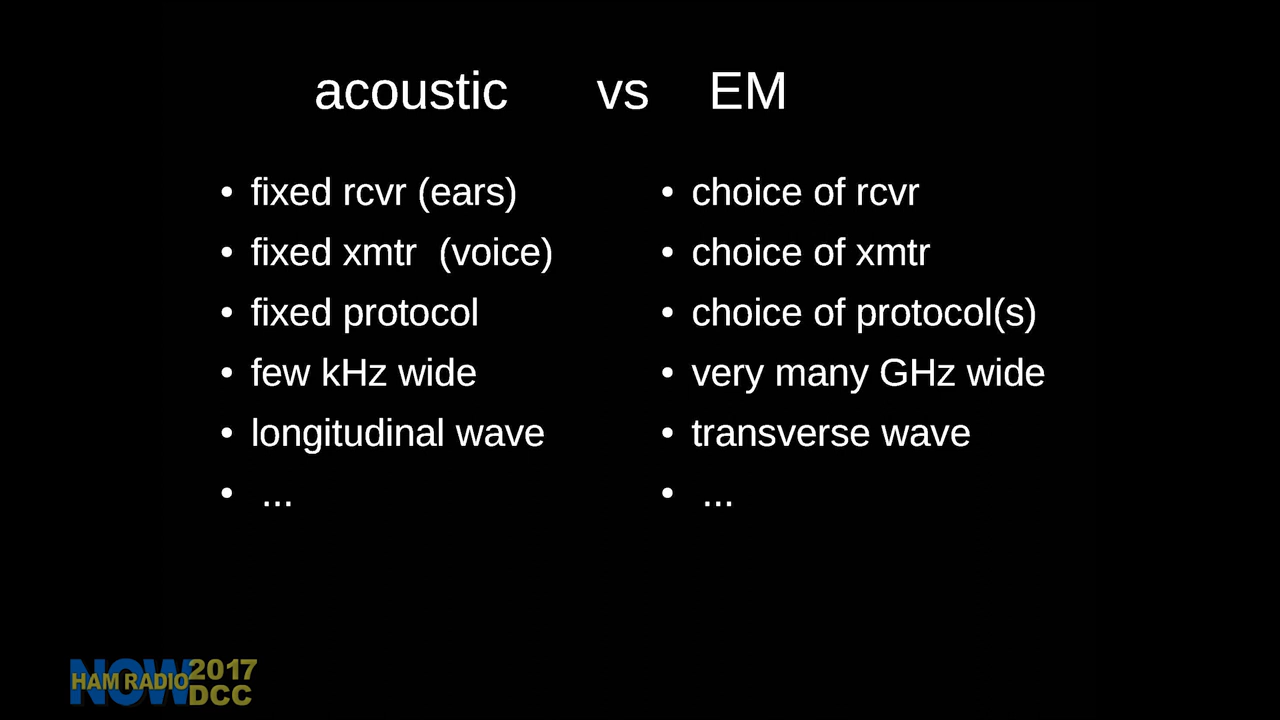 acoustic vs EM
• fixed rcvr (ears)
• fixed xmtr (voice)
• fixed protocol
• few kHz wide
• longitudinal wave
• ...
• choice of rcvr
• choice of xmtr
• choice of protocol(s)
• very many GHz wide
• transverse wave
• ...
NOW
HAM RADIO
2017
DCC